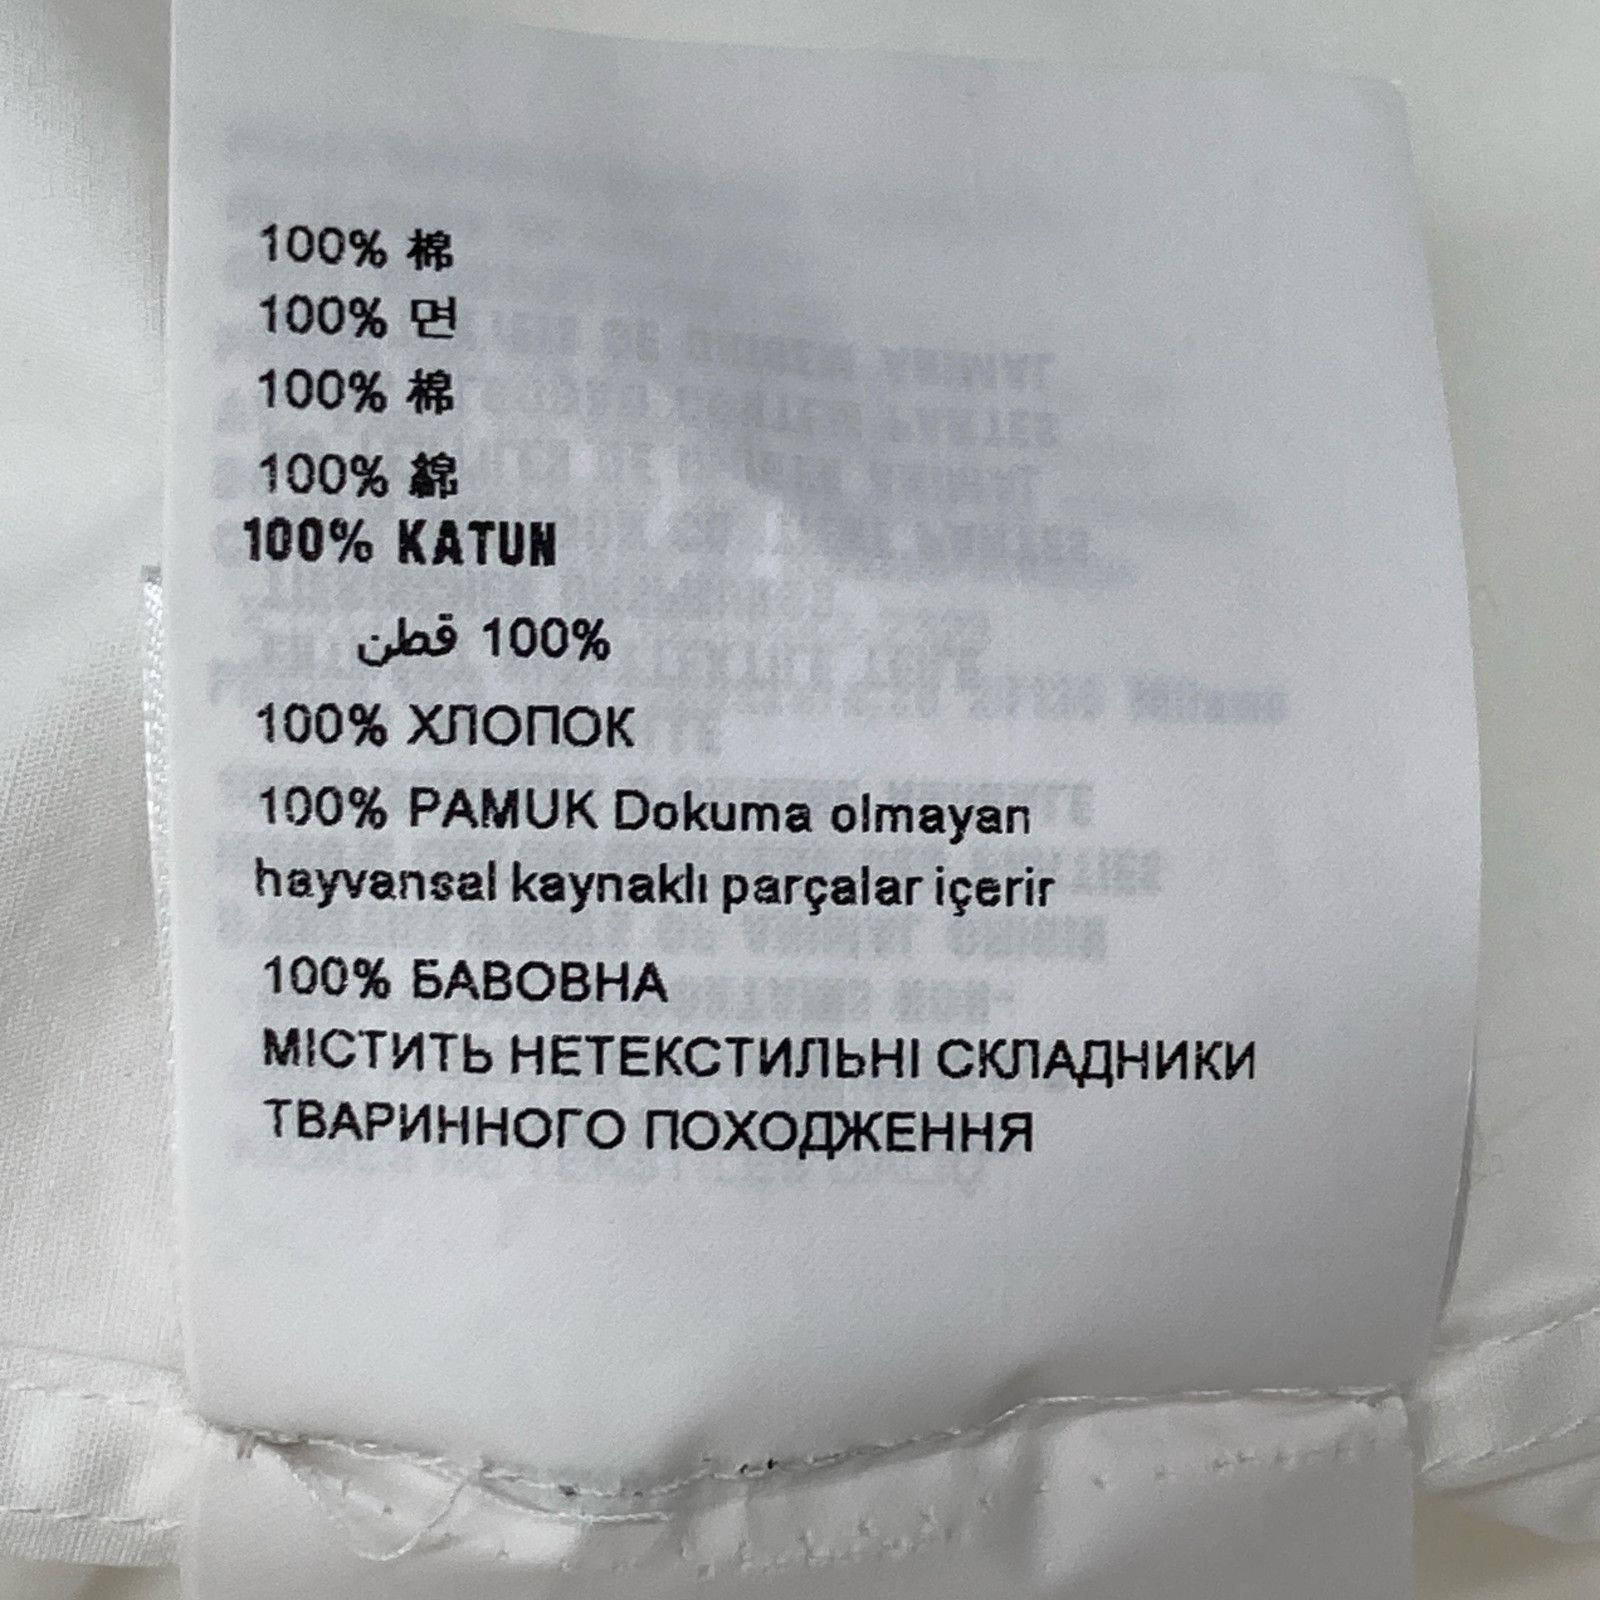 100% 棉
100% 면
100% 棉
100% 綿
100% KATUN
100% قطن
100% ХЛОПОК
100% PAMUK Dokuma olmayan
hayvansal kaynaklı parçalar içerir
100% БАВОВНА
МІСТИТЬ НЕТЕКСТИЛЬНІ СКЛАДНИКИ
ТВАРИННОГО ПОХОДЖЕННЯ